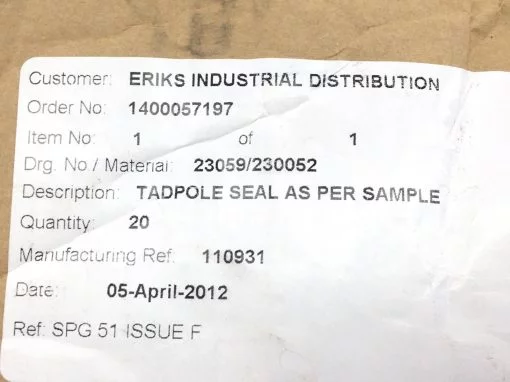 Customer: ERIKS INDUSTRIAL DISTRIBUTION
Order No: 1400057197
Item No: 1 of 1
Drg. No./ Material: 23059/230052
Description: TADPOLE SEAL AS PER SAMPLE
Quantity: 20
Manufacturing Ref: 110931
Date: 05-April-2012
Ref: SPG 51 ISSUE F